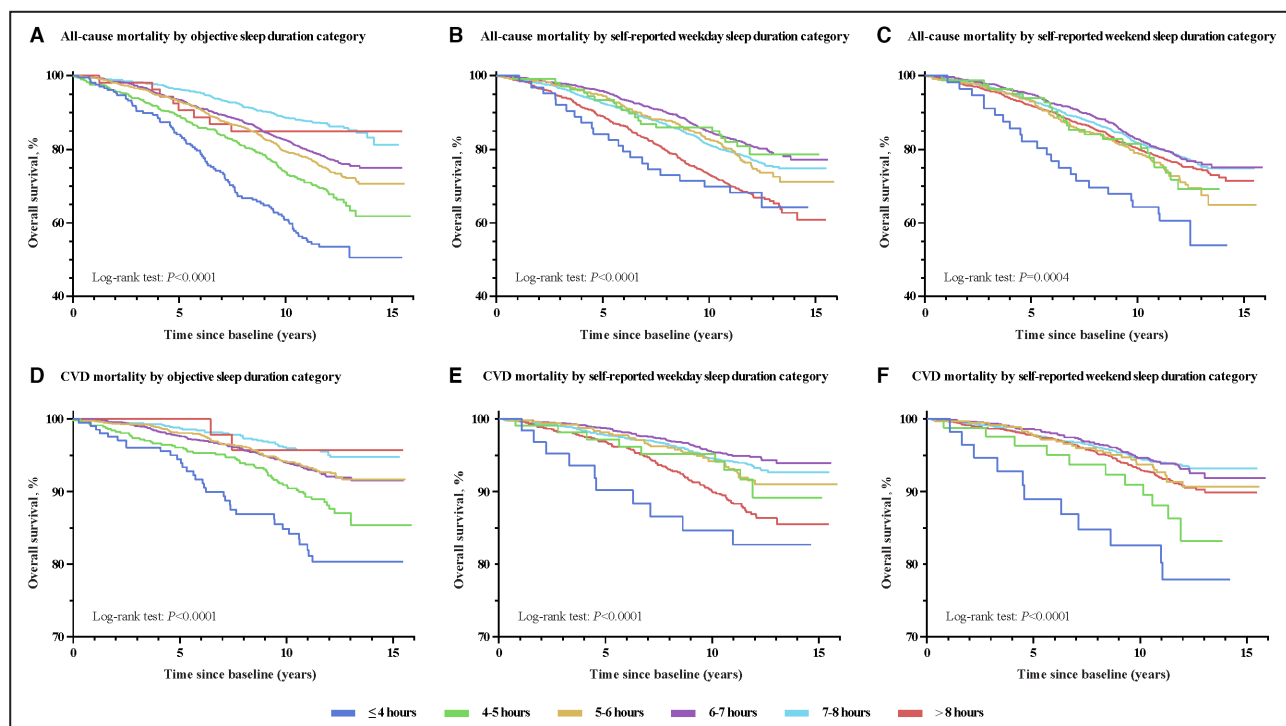 A All-cause mortality by objective sleep duration category
100
80
60
40
Overall survival, %
Log-rank test: P<0.0001
0 5 10 15
Time since baseline (years)
B All-cause mortality by self-reported weekday sleep duration category
100
80
60
40
Overall survival, %
Log-rank test: P<0.0001
0 5 10 15
Time since baseline (years)
C All-cause mortality by self-reported weekend sleep duration category
100
80
60
40
Overall survival, %
Log-rank test: P=0.0004
0 5 10 15
Time since baseline (years)
D CVD mortality by objective sleep duration category
100
90
80
70
Overall survival, %
Log-rank test: P<0.0001
0 5 10 15
Time since baseline (years)
E CVD mortality by self-reported weekday sleep duration category
100
90
80
70
Overall survival, %
Log-rank test: P<0.0001
0 5 10 15
Time since baseline (years)
F CVD mortality by self-reported weekend sleep duration category
100
90
80
70
Overall survival, %
Log-rank test: P<0.0001
0 5 10 15
Time since baseline (years)
≤4 hours 4-5 hours 5-6 hours 6-7 hours 7-8 hours >8 hours